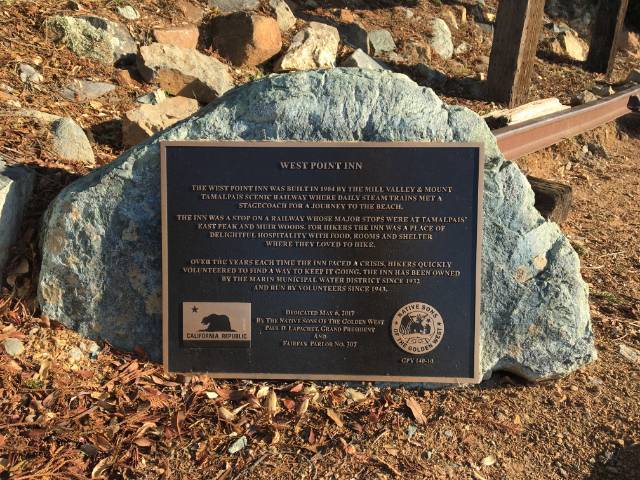 WEST POINT INN
THE WEST POINT INN WAS BUILT IN 1904 BY THE MILL VALLEY & MOUNT
TAMALPAIS SCENIC RAILWAY WHERE DAILY STEAM TRAINS MET A
STAGECOACH FOR A JOURNEY TO THE BEACH.
THE INN WAS A STOP ON A RAILWAY WHOSE MAJOR STOPS WERE AT TAMALPAIS'
EAST PEAK AND MUIR WOODS. FOR HIKERS THE INN WAS A PLACE OF
DELIGHTFUL HOSPITALITY WITH FOOD, ROOMS AND SHELTER
WHERE THEY LOVED TO HIKE.
OVER THE YEARS EACH TIME THE INN FACED A CRISIS, HIKERS QUICKLY
VOLUNTEERED TO FIND A WAY TO KEEP IT GOING. THE INN HAS BEEN OWNED
BY THE MARIN MUNICIPAL WATER DISTRICT SINCE 1932
AND RUN BY VOLUNTEERS SINCE 1943.
DEDICATED MAY 6, 2017
BY THE NATIVE SONS OF THE GOLDEN WEST
PAUL D. LAPACHET, GRAND PRESIDENT
AND
FAIRFAX PARLOR NO. 307
CALIFORNIA REPUBLIC
NATIVE SONS
OF THE GOLDEN WEST